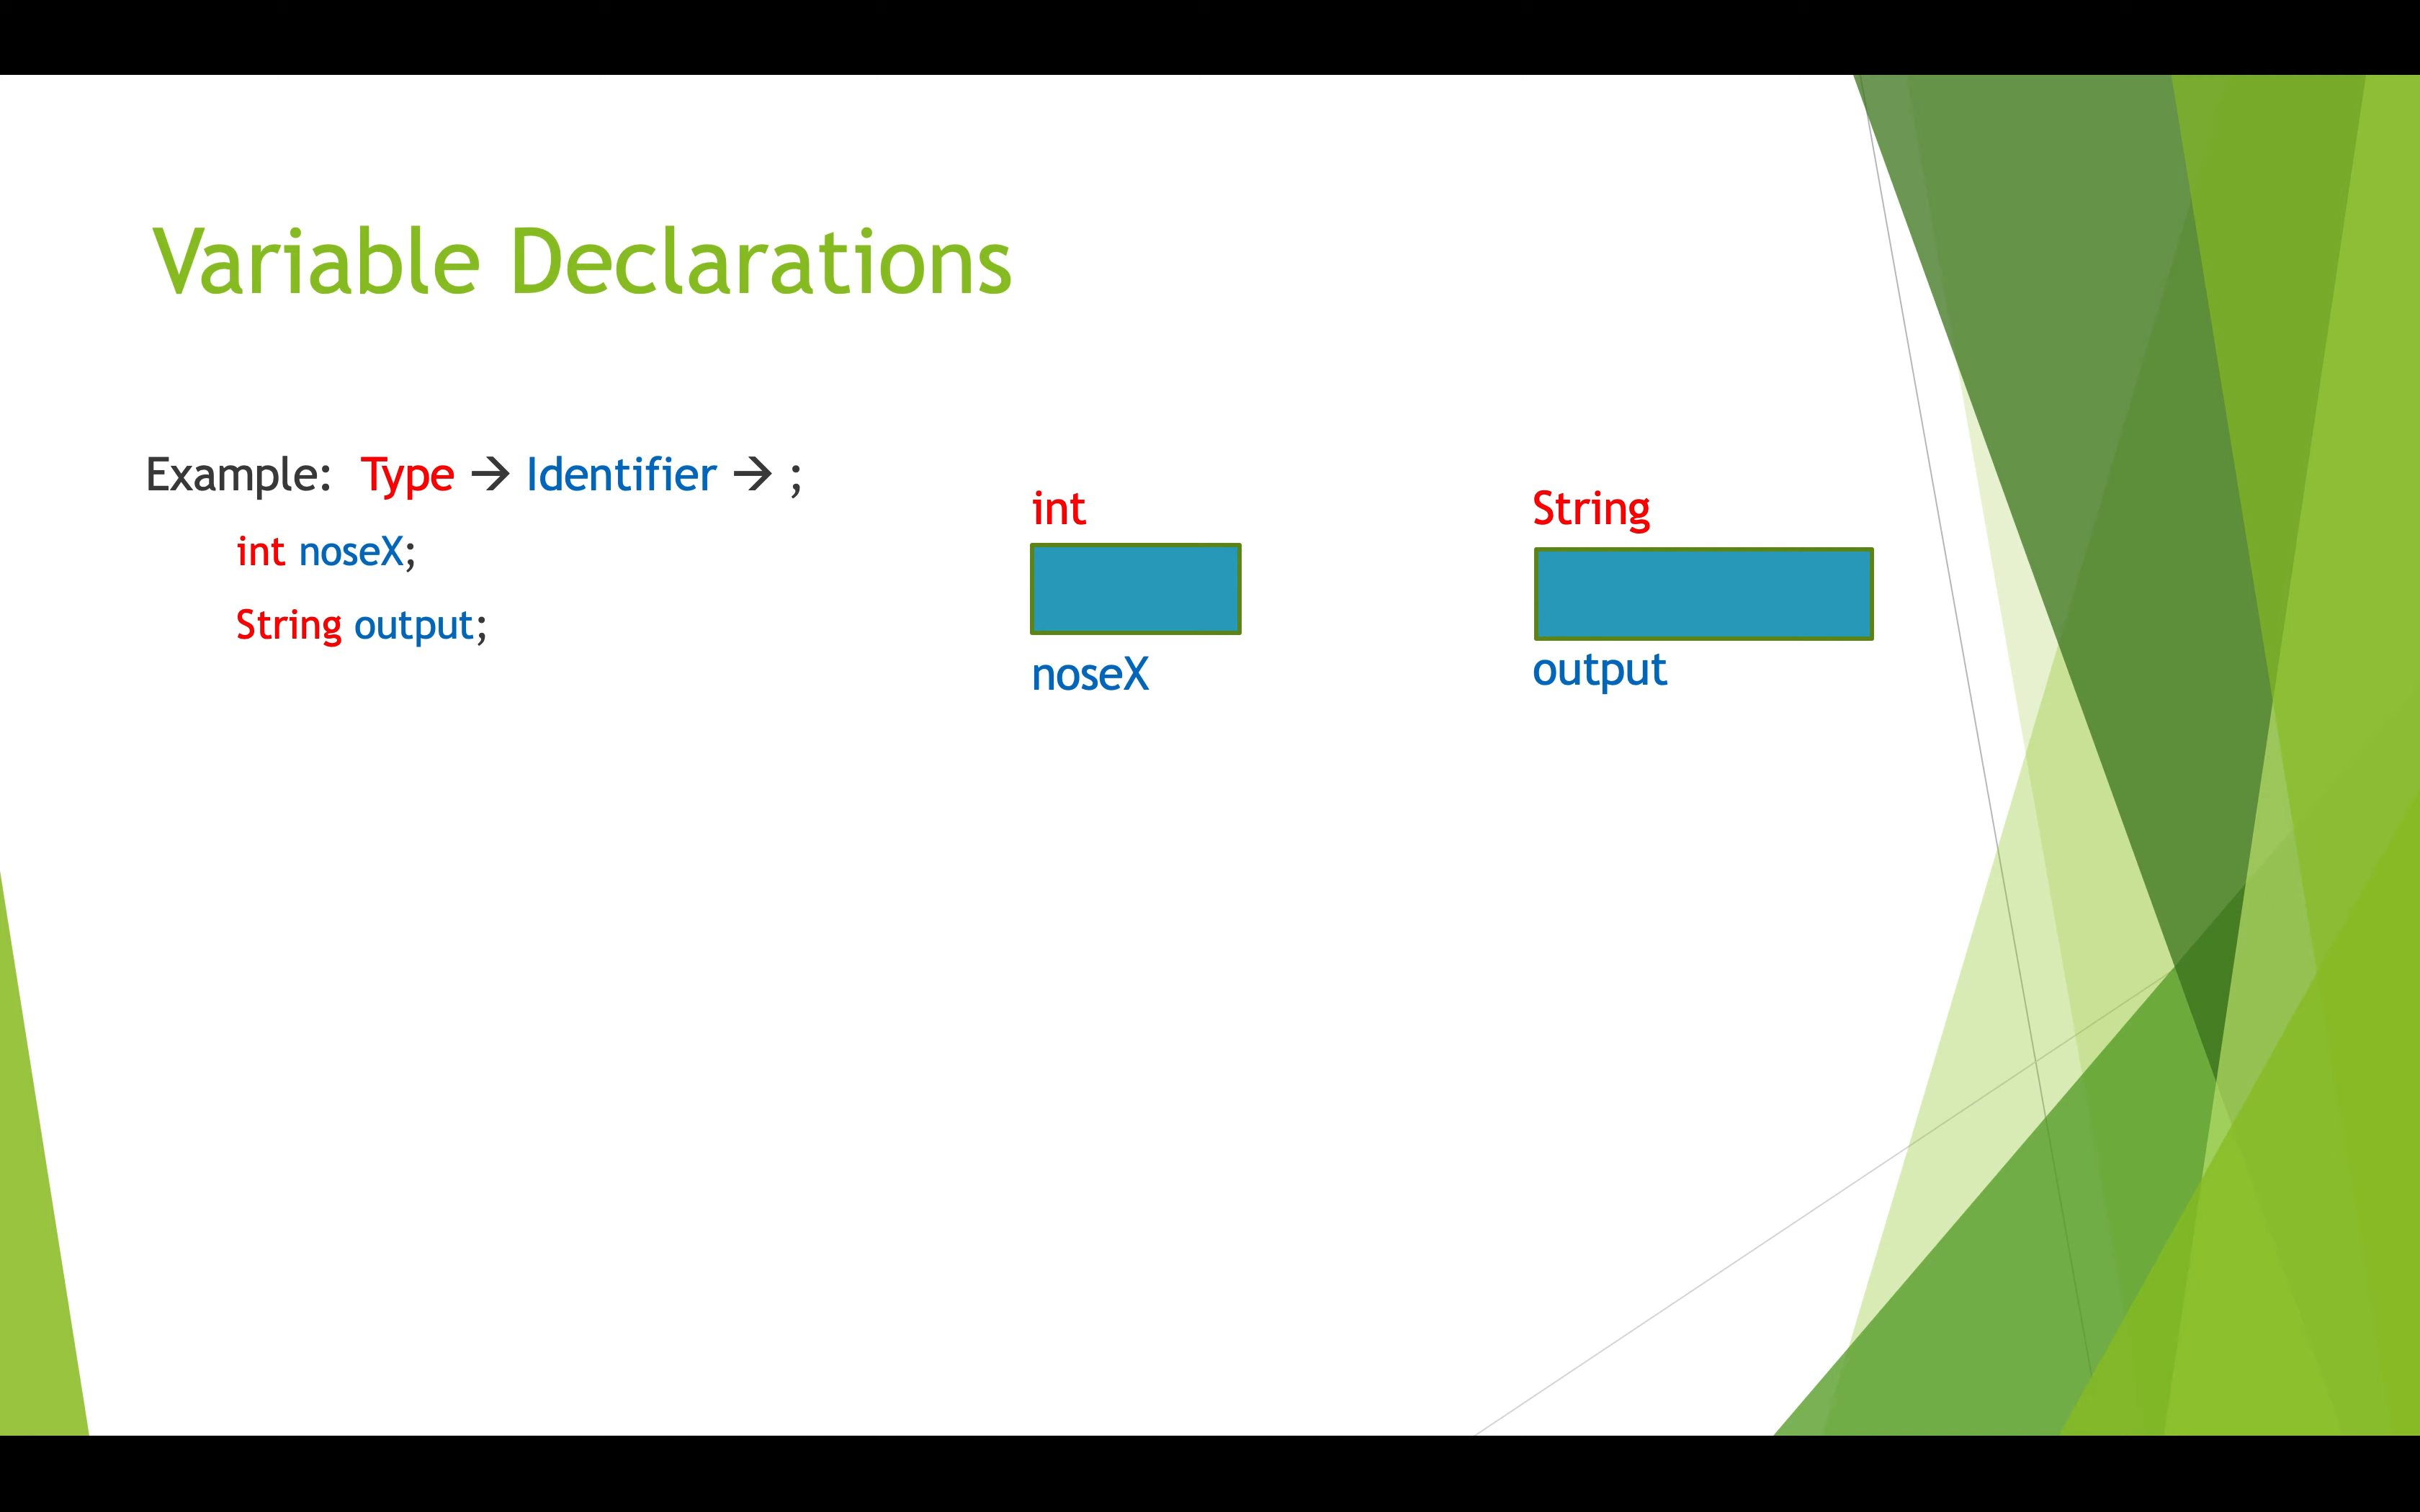 Variable Declarations
Example: Type → Identifier → ;
int noseX;
String output;
int
noseX
String
output